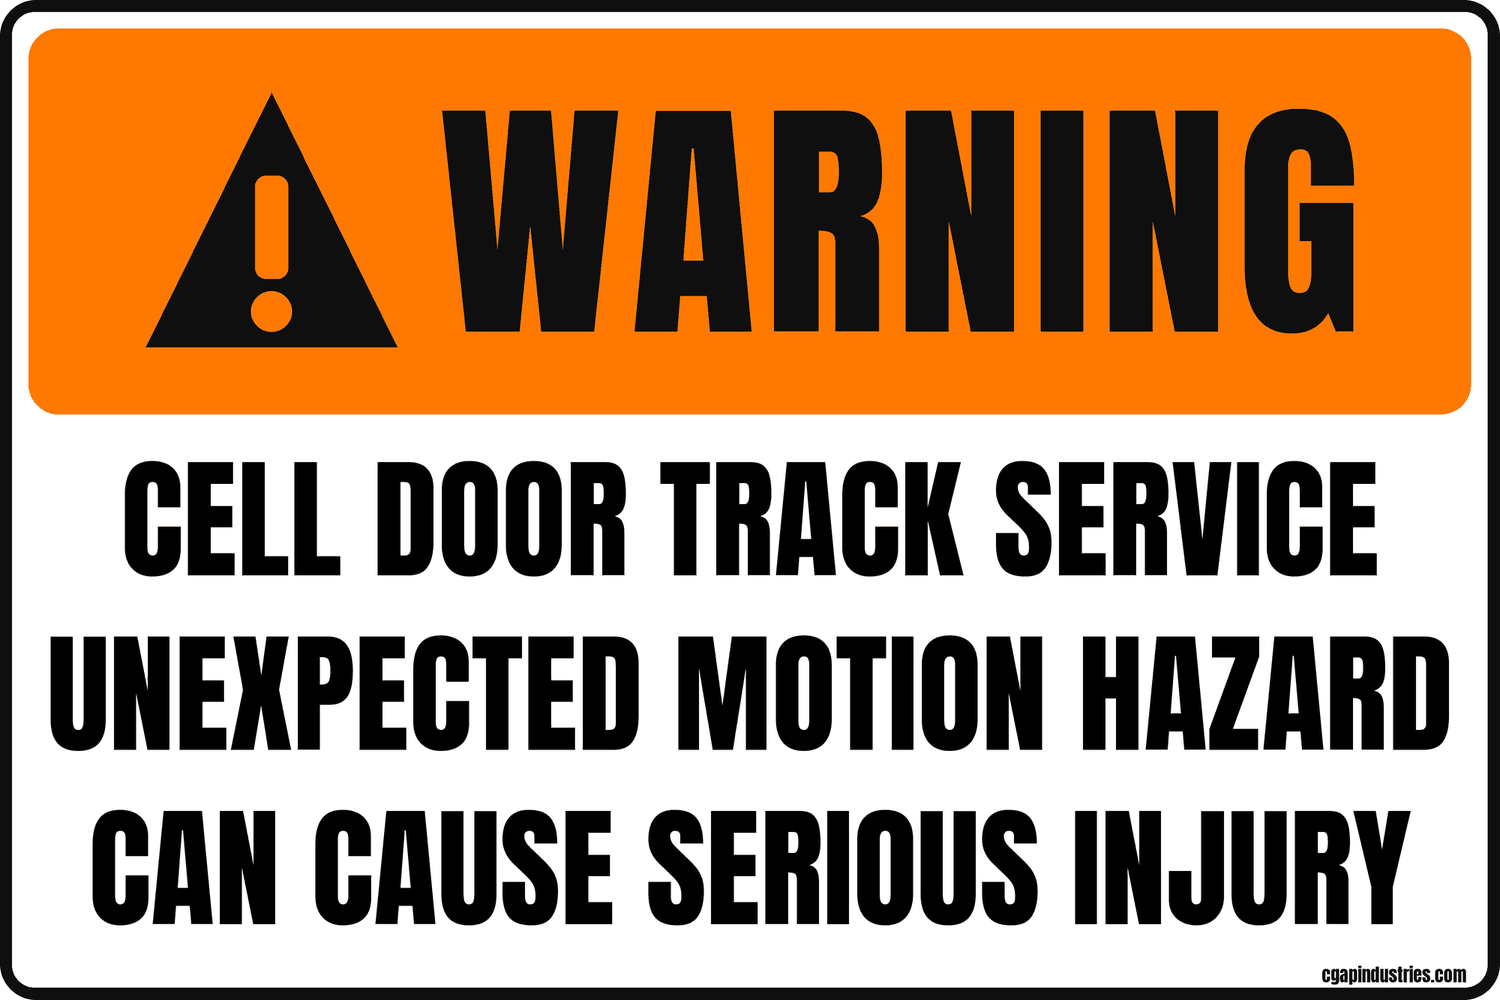 WARNING
CELL DOOR TRACK SERVICE
UNEXPECTED MOTION HAZARD
CAN CAUSE SERIOUS INJURY
cgapindustries.com